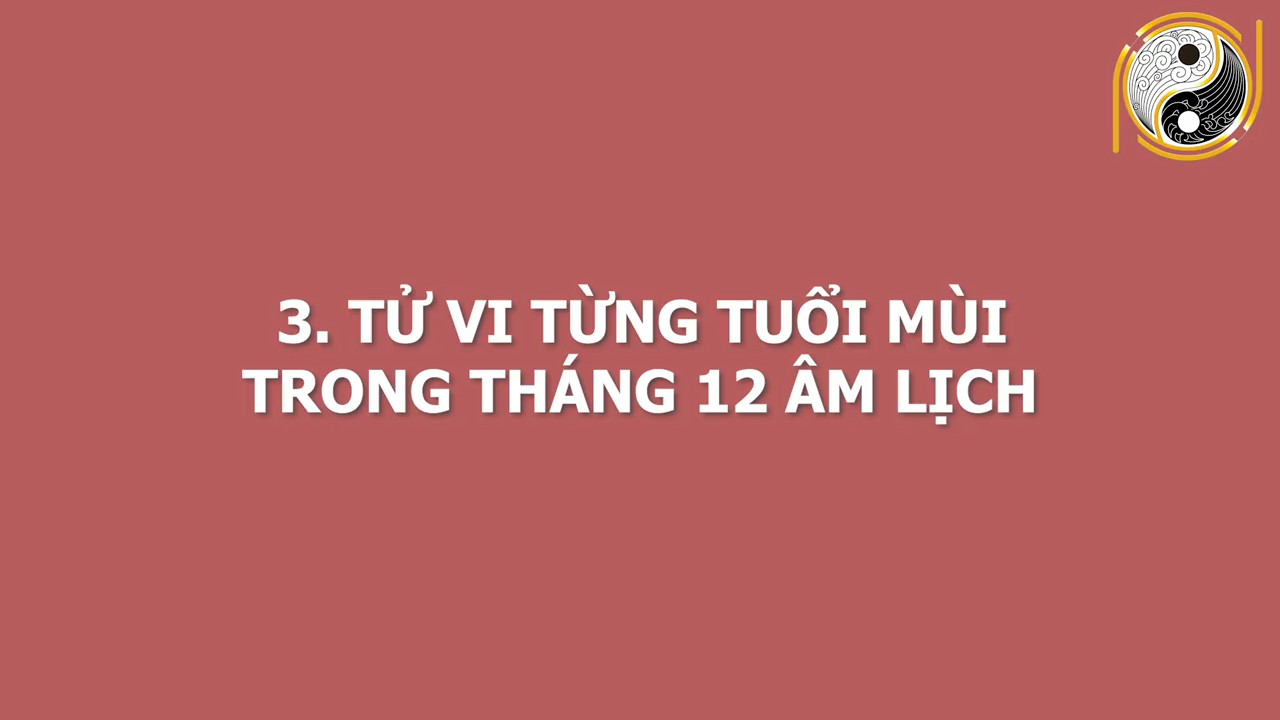 3. TỬ VI TỪNG TUỔI MÙI
TRONG THÁNG 12 ÂM LỊCH